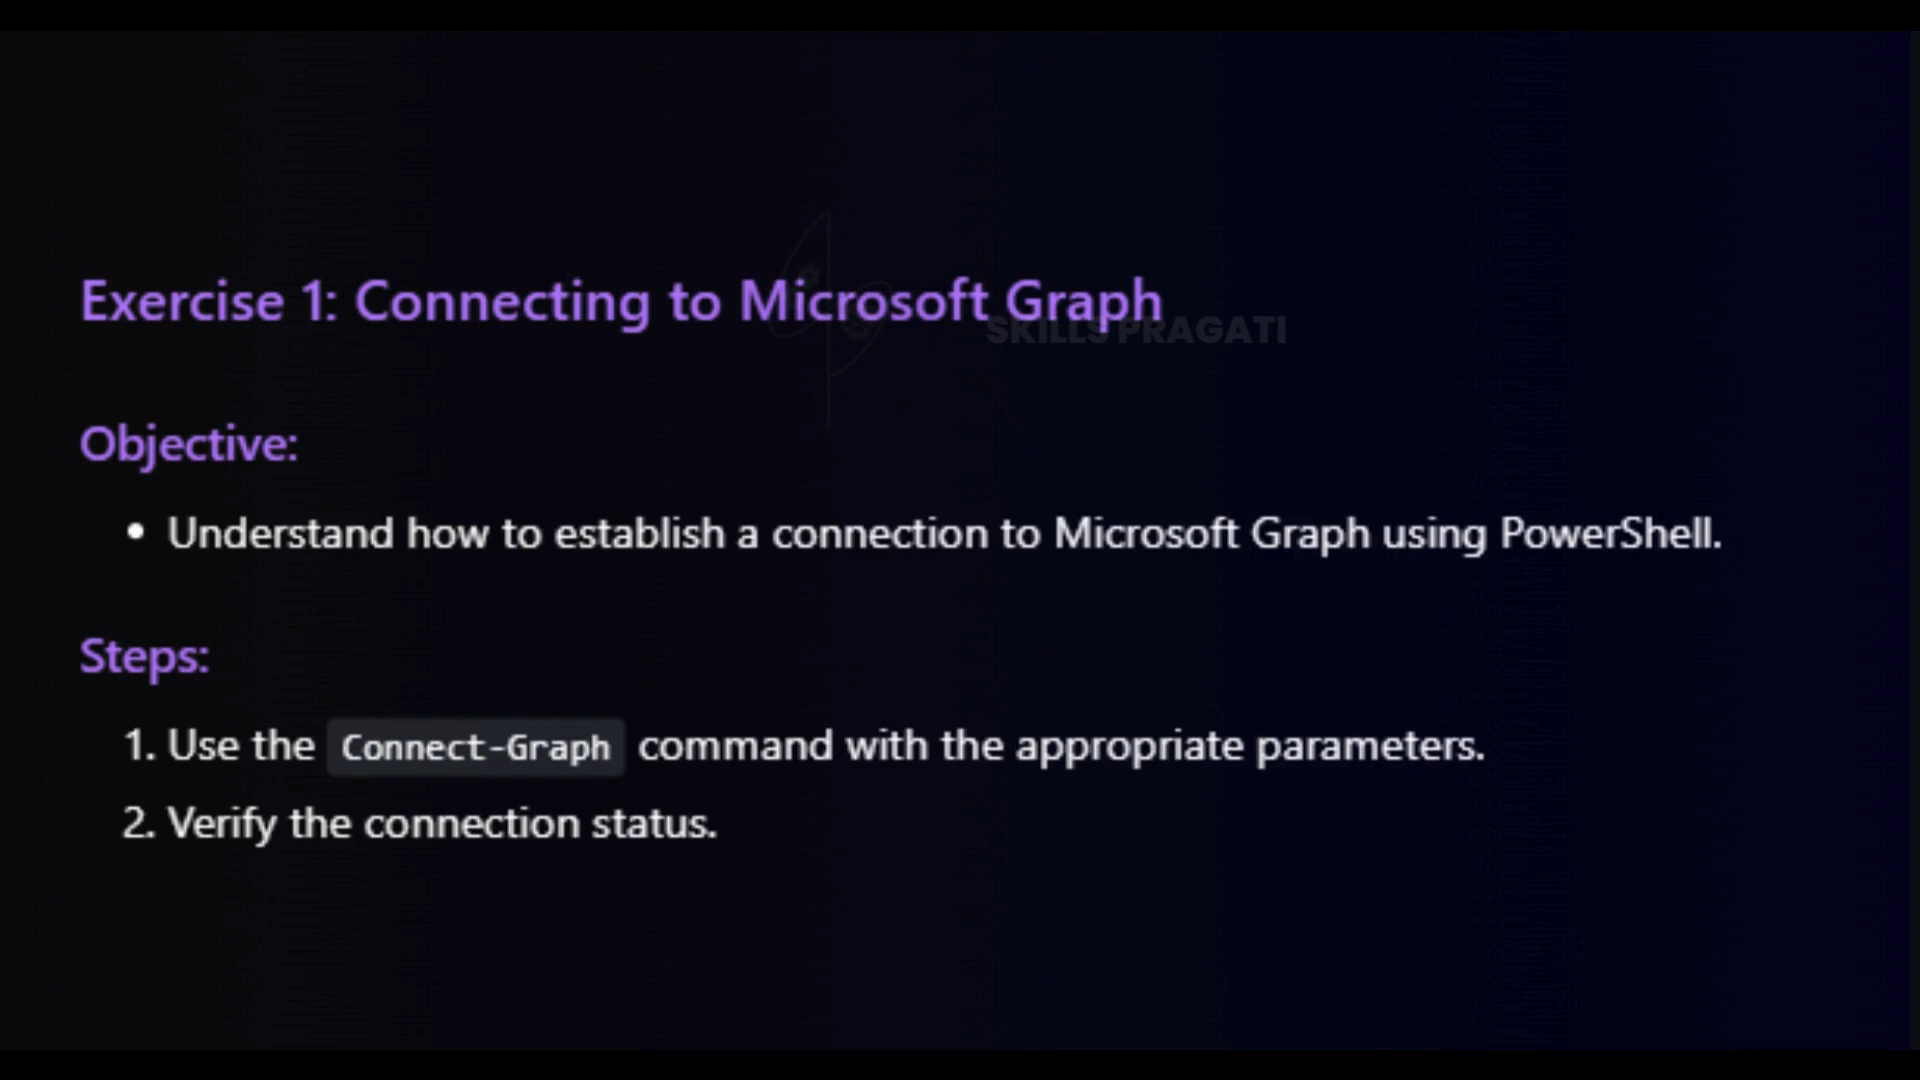 Exercise 1: Connecting to Microsoft Graph
SKILLS PRAGATI
Objective:
• Understand how to establish a connection to Microsoft Graph using PowerShell.
Steps:
1. Use the Connect-Graph command with the appropriate parameters.
2. Verify the connection status.